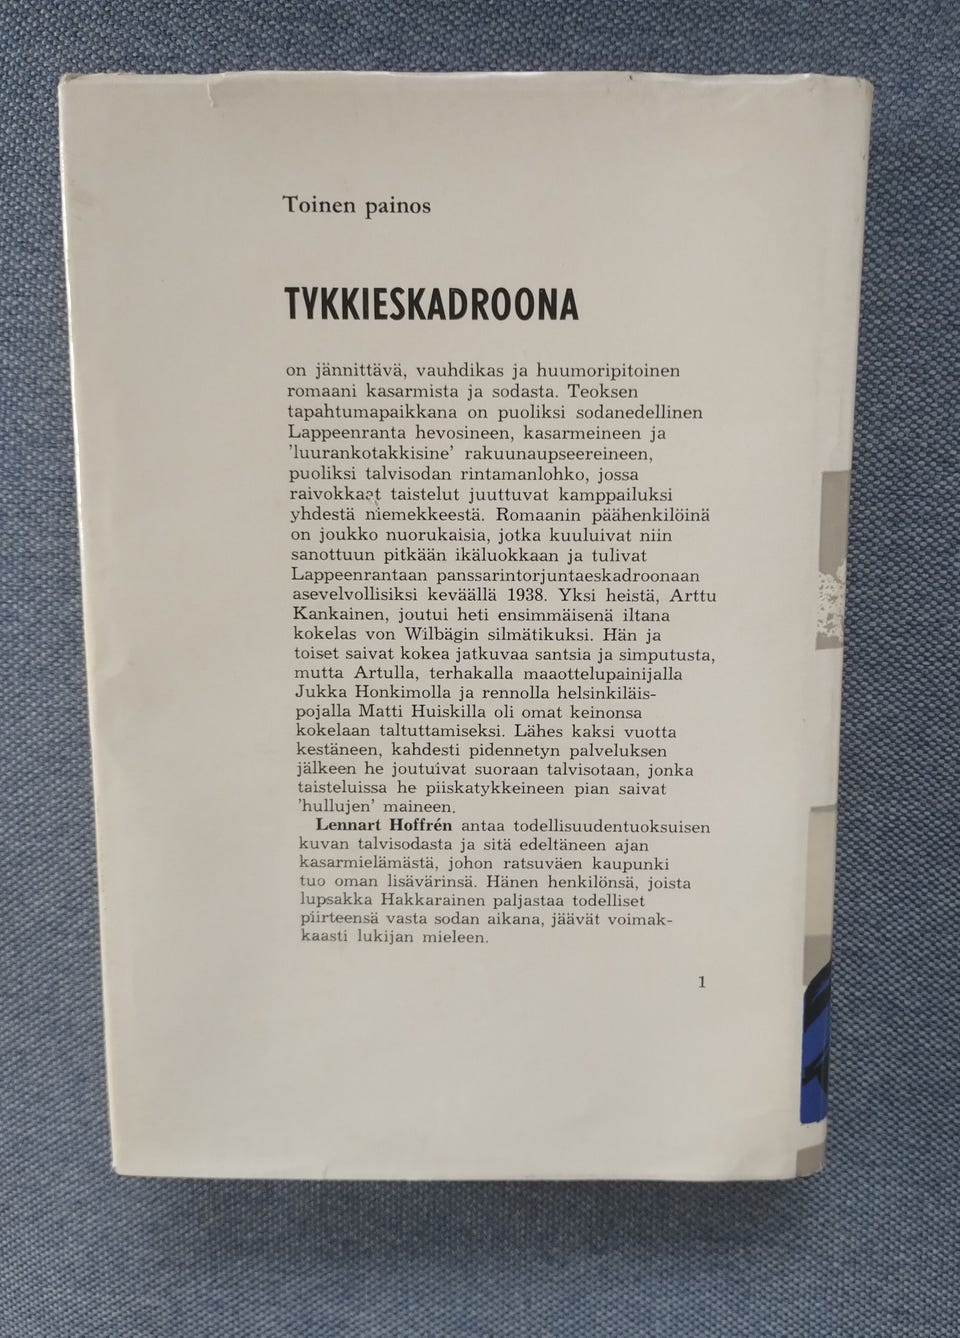 Toinen painos
TYKKIESKADROONA
on jännittävä, vauhdikas ja huumoripitoinen
romaani kasarmista ja sodasta. Teoksen
tapahtumapaikkana on puoliksi sodanedellinen
Lappeenranta hevosineen, kasarmeineen ja
'luurankotakkisine' rakuunaupseereineen,
puoliksi talvisodan rintamanlohko, jossa
raivokkaat taistelut juuttuvat kamppailuksi
yhdestä niemekkeestä. Romaanin päähenkilöinä
on joukko nuorukaisia, jotka kuuluivat niin
sanottuun pitkään ikäluokkaan ja tulivat
Lappeenrantaan panssarintorjuntaeskadroonaan
asevelvollisiksi keväällä 1938. Yksi heistä, Arttu
Kankainen, joutui heti ensimmäisenä iltana
kokelas von Wilbägin silmätikuksi. Hän ja
toiset saivat kokea jatkuvaa santsia ja simputusta,
mutta Artulla, terhakalla maaottelupainijalla
Jukka Honkimolla ja rennolla helsinkiläis-
pojalla Matti Huiskilla oli omat keinonsa
kokelaan taltuttamiseksi. Lähes kaksi vuotta
kestäneen, kahdesti pidennetyn palveluksen
jälkeen he joutuivat suoraan talvisotaan, jonka
taisteluissa he piiskatykkeineen pian saivat
'hullujen' maineen.
Lennart Hoffrén antaa todellisuudentuoksuisen
kuvan talvisodasta ja sitä edeltäneen ajan
kasarmielämästä, johon ratsuväen kaupunki
tuo oman lisävärinsä. Hänen henkilönsä, joista
lupsakka Hakkarainen paljastaa todelliset
piirteensä vasta sodan aikana, jäävät voimak-
kaasti lukijan mieleen.
1